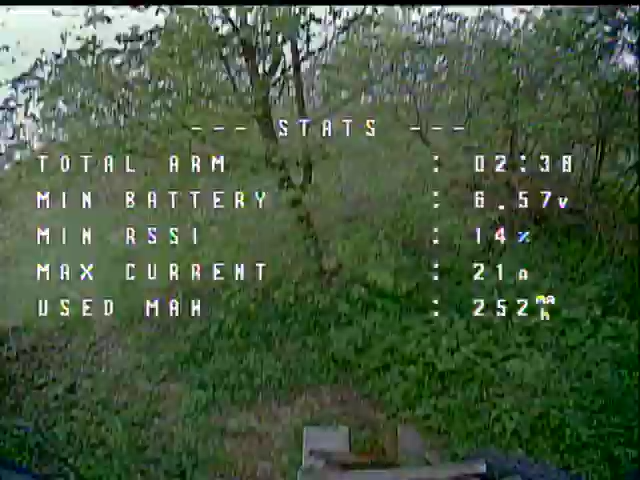 --- STATS ---
TOTAL ARM : 02:38
MIN BATTERY : 6.57v
MIN RSSI : 14%
MAX CURRENT : 21A
USED MAH : 252mah